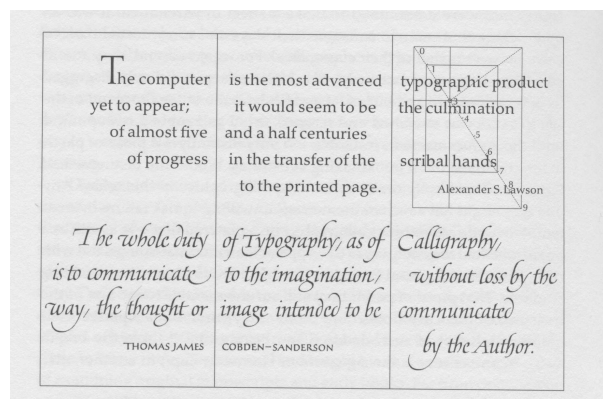 The computer is the most advanced typographic product
yet to appear; it would seem to be the culmination
of almost five and a half centuries
of progress in the transfer of the scribal hands
to the printed page. Alexander S. Lawson
0
1
3
4
5
6
7
8
9
The whole duty of Typography, as of Calligraphy,
is to communicate to the imagination, without loss by the
way, the thought or image intended to be communicated
THOMAS JAMES COBDEN-SANDERSON by the Author.